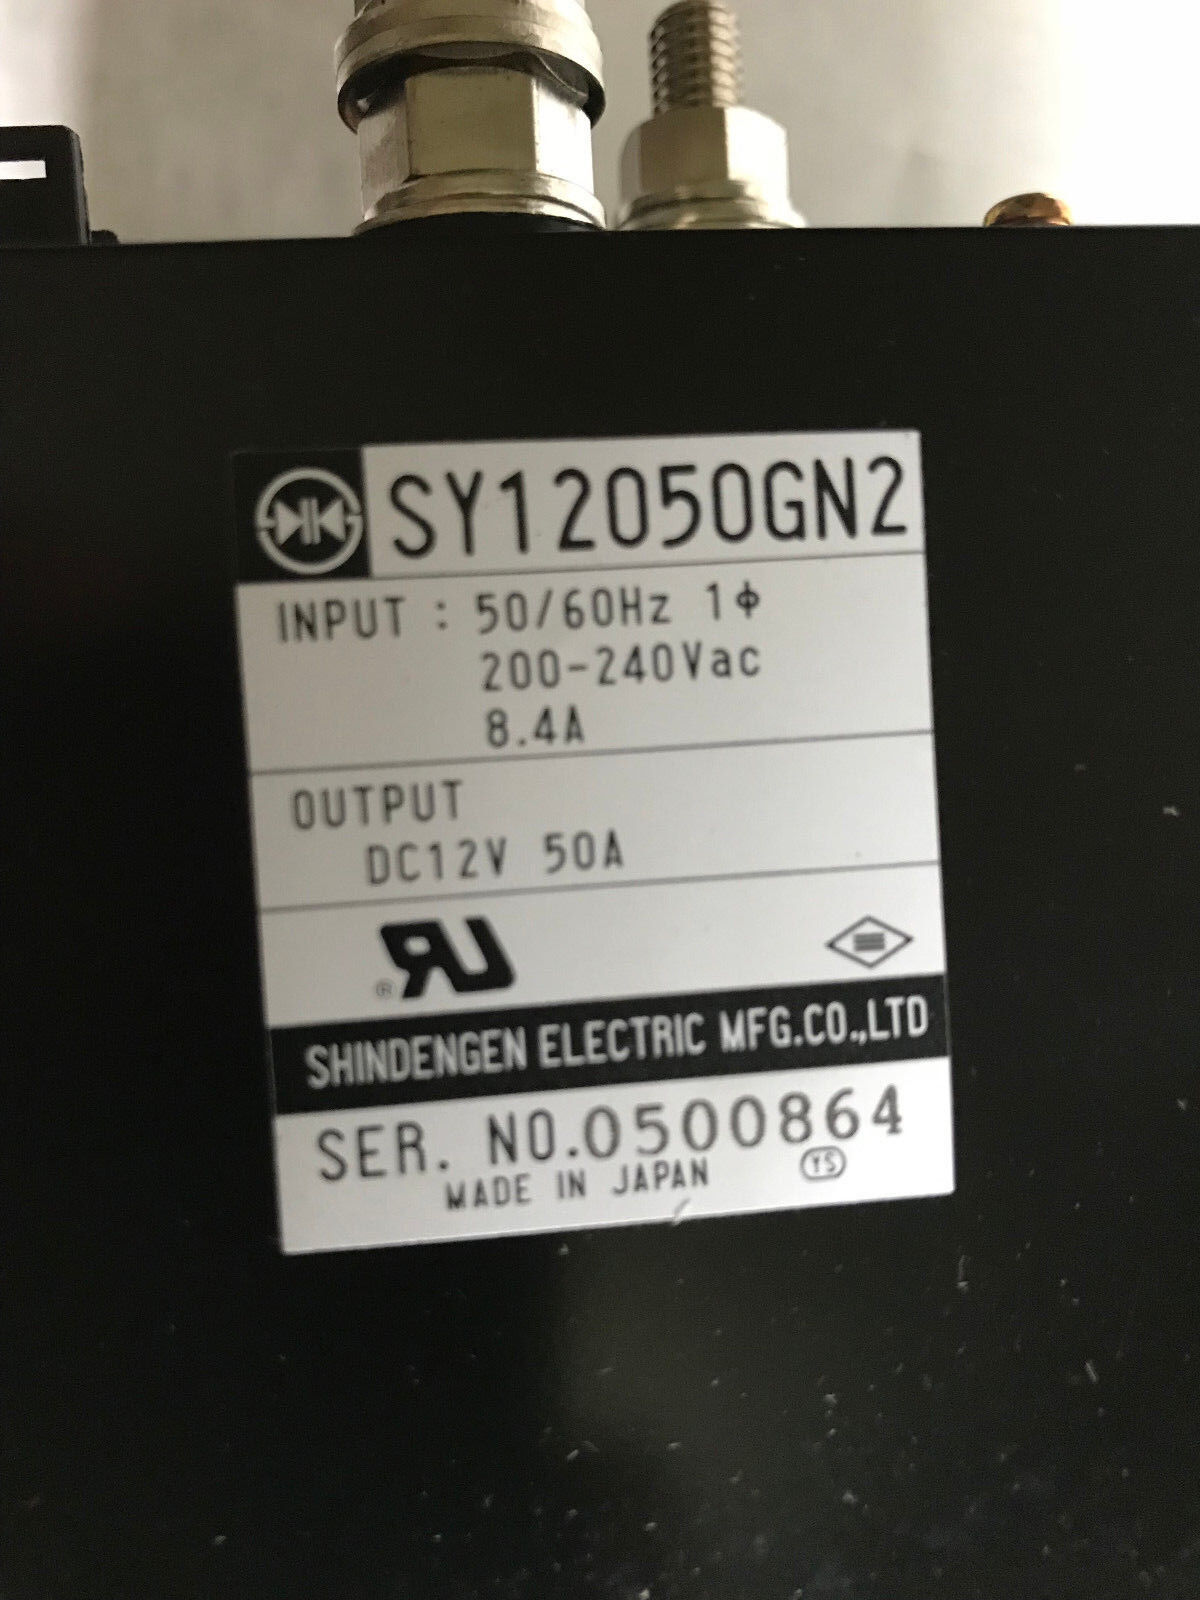 SY12050GN2
INPUT : 50/60Hz 1Φ
200-240Vac
8.4A
OUTPUT
DC12V 50A
RU®
SHINDENGEN ELECTRIC MFG.CO.,LTD
SER. NO.0500864
MADE IN JAPAN YS